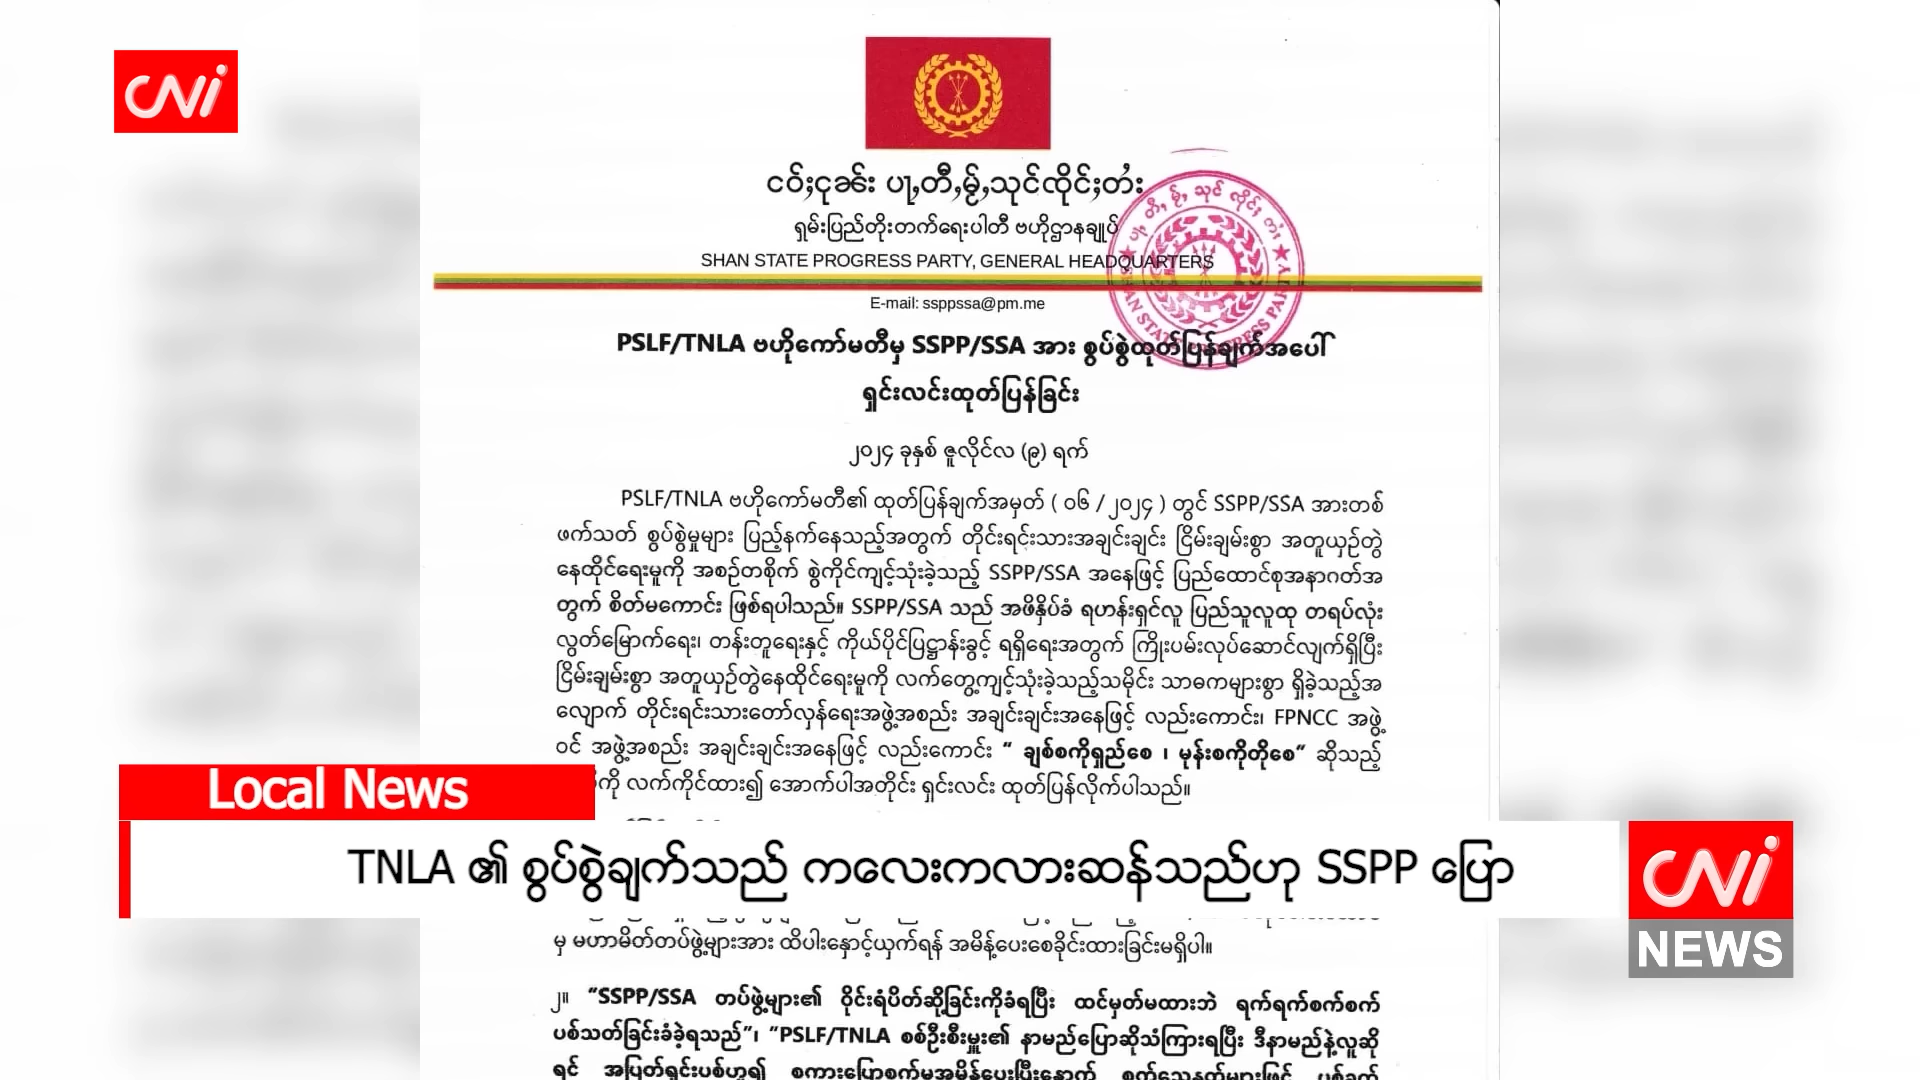 CNi
ငဝ်ႈငုၼ်း ပႃႇတီႇမႂ်ႇသုင်ၸိုင်ႈတႆး
ရှမ်းပြည်တိုးတက်ရေးပါတီ ဗဟိုဌာနချုပ်
SHAN STATE PROGRESS PARTY, GENERAL HEADQUARTERS
E-mail: ssppssa@pm.me
PSLF/TNLA ဗဟိုကော်မတီမှ SSPP/SSA အား စွပ်စွဲထုတ်ပြန်ချက်အပေါ်
ရှင်းလင်းထုတ်ပြန်ခြင်း
၂၀၂၄ ခုနှစ် ဇူလိုင်လ (၉) ရက်
PSLF/TNLA ဗဟိုကော်မတီ၏ ထုတ်ပြန်ချက်အမှတ် ( ၀၆ / ၂၀၂၄ ) တွင် SSPP/SSA အားတစ်
ဖက်သတ် စွပ်စွဲမှုများ ပြည့်နက်နေသည့်အတွက် တိုင်းရင်းသားအချင်းချင်း ငြိမ်းချမ်းစွာ အတူယှဉ်တွဲ
နေထိုင်ရေးမူကို အစဉ်တစိုက် စွဲကိုင်ကျင့်သုံးခဲ့သည့် SSPP/SSA အနေဖြင့် ပြည်ထောင်စုအနာဂတ်အ
တွက် စိတ်မကောင်း ဖြစ်ရပါသည်။ SSPP/SSA သည် အဖိနှိပ်ခံ ရဟန်းရှင်လူ ပြည်သူလူထု တရပ်လုံး
လွတ်မြောက်ရေး၊ တန်းတူရေးနှင့် ကိုယ်ပိုင်ပြဋ္ဌာန်းခွင့် ရရှိရေးအတွက် ကြိုးပမ်းလုပ်ဆောင်လျက်ရှိပြီး
ငြိမ်းချမ်းစွာ အတူယှဉ်တွဲနေထိုင်ရေးမူကို လက်တွေ့ကျင့်သုံးခဲ့သည့်သမိုင်း သာဓကများစွာ ရှိခဲ့သည့်အ
လျောက် တိုင်းရင်းသားတော်လှန်ရေးအဖွဲ့အစည်း အချင်းချင်းအနေဖြင့် လည်းကောင်း၊ FPNCC အဖွဲ့
ဝင် အဖွဲ့အစည်း အချင်းချင်းအနေဖြင့် လည်းကောင်း “ ချစ်စကိုရှည်စေ ၊ မုန်းစကိုတိုစေ” ဆိုသည့်
ကို လက်ကိုင်ထား၍ အောက်ပါအတိုင်း ရှင်းလင်း ထုတ်ပြန်လိုက်ပါသည်။
Local News
TNLA ၏ စွပ်စွဲချက်သည် ကလေးကလားဆန်သည်ဟု SSPP ပြော
CNi
NEWS
မှ မဟာမိတ်တပ်ဖွဲ့များအား ထိပါးနှောင့်ယှက်ရန် အမိန့်ပေးစေခိုင်းထားခြင်းမရှိပါ။
၂။ “SSPP/SSA တပ်ဖွဲ့များ၏ ဝိုင်းရံပိတ်ဆို့ခြင်းကိုခံရပြီး ထင်မှတ်မထားဘဲ ရက်ရက်စက်စက်
ပစ်သတ်ခြင်းခံခဲ့ရသည်”၊ “PSLF/TNLA စစ်ဦးစီးမှူး၏ နာမည်ပြောဆိုသံကြားရပြီး ဒီနာမည်နဲ့လူဆို
ရင် အပြတ်ရှင်းပစ်ဟူ၍ စကားပြောစက်မှအမိန့်ပေးပြီးနောက်